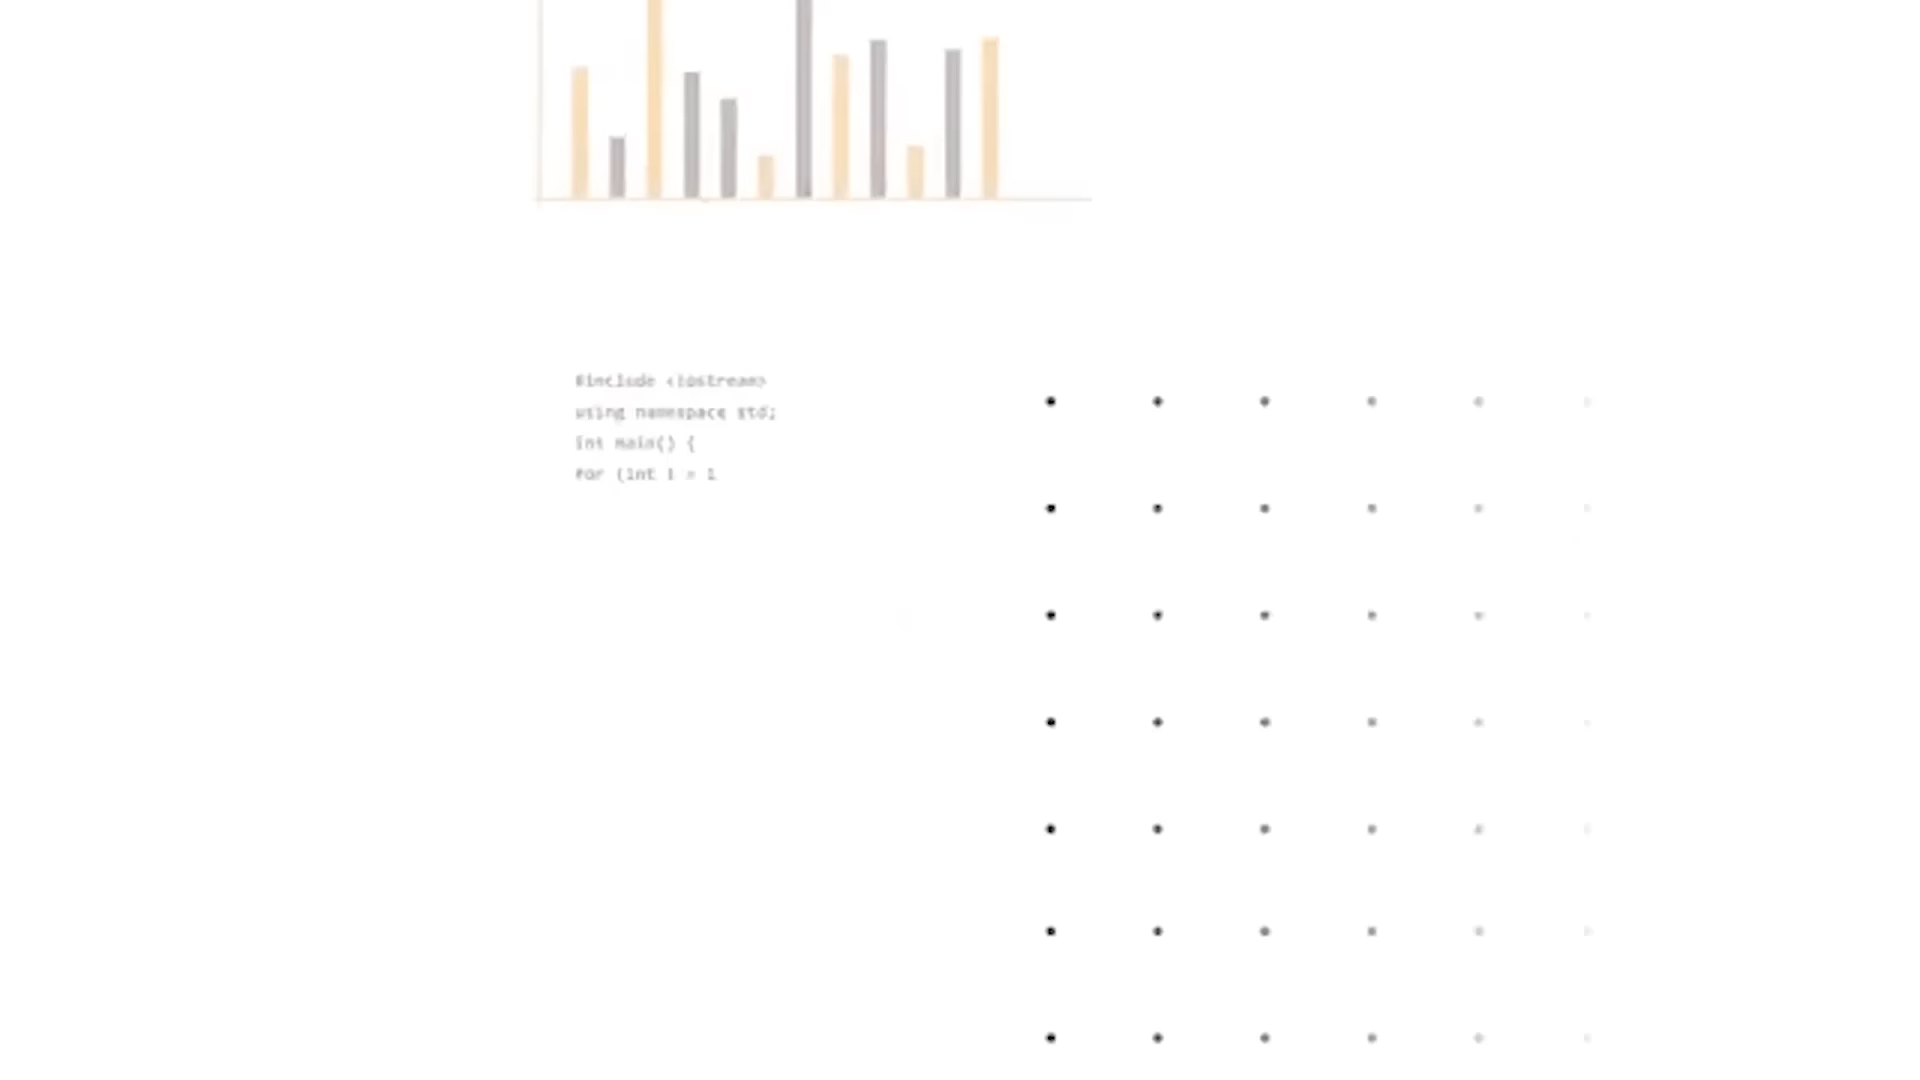 #include <iostream>
using namespace std;
int main() {
for (int i = 1